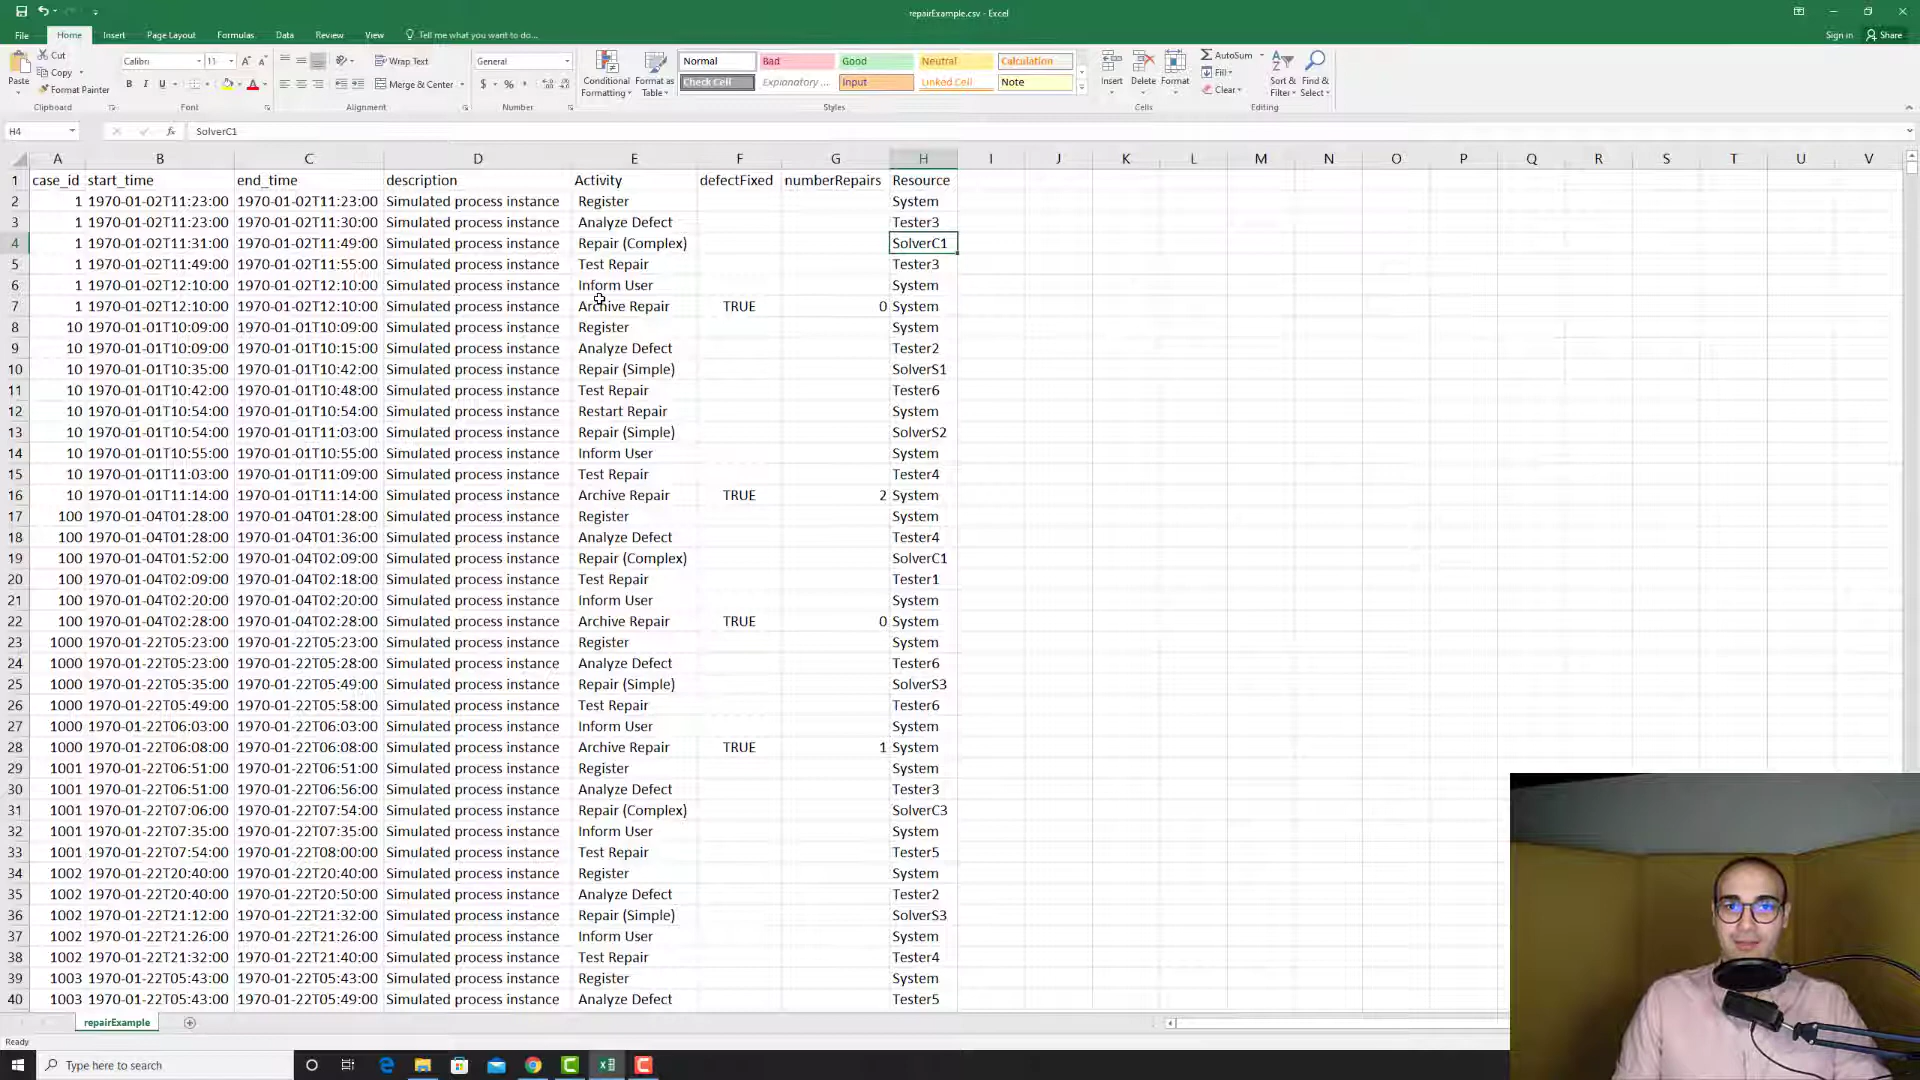 repairExample.csv - Excel
File Home Insert Page Layout Formulas Data Review View Tell me what you want to do... Sign in Share
Cut
Copy
Format Painter
Paste
Clipboard
Calibri 11
B I U A
Font
Wrap Text
Merge & Center
Alignment
General
$ %
Number
Conditional Formatting
Format as Table
Normal Bad Good Neutral Calculation
Check Cell Explanatory ... Input Linked Cell Note
Styles
Insert Delete Format
Cells
AutoSum
Fill
Clear
Sort & Filter
Find & Select
Editing
H4 fx SolverC1
A B C D E F G H I J K L M N O P Q R S T U V
1 case_id start_time end_time description Activity defectFixed numberRepairs Resource
2 1 1970-01-02T11:23:00 1970-01-02T11:23:00 Simulated process instance Register System
3 1 1970-01-02T11:23:00 1970-01-02T11:30:00 Simulated process instance Analyze Defect Tester3
4 1 1970-01-02T11:31:00 1970-01-02T11:49:00 Simulated process instance Repair (Complex) SolverC1
5 1 1970-01-02T11:49:00 1970-01-02T11:55:00 Simulated process instance Test Repair Tester3
6 1 1970-01-02T12:10:00 1970-01-02T12:10:00 Simulated process instance Inform User System
7 1 1970-01-02T12:10:00 1970-01-02T12:10:00 Simulated process instance Archive Repair TRUE 0 System
8 10 1970-01-01T10:09:00 1970-01-01T10:09:00 Simulated process instance Register System
9 10 1970-01-01T10:09:00 1970-01-01T10:15:00 Simulated process instance Analyze Defect Tester2
10 10 1970-01-01T10:35:00 1970-01-01T10:42:00 Simulated process instance Repair (Simple) SolverS1
11 10 1970-01-01T10:42:00 1970-01-01T10:48:00 Simulated process instance Test Repair Tester6
12 10 1970-01-01T10:54:00 1970-01-01T10:54:00 Simulated process instance Restart Repair System
13 10 1970-01-01T10:54:00 1970-01-01T11:03:00 Simulated process instance Repair (Simple) SolverS2
14 10 1970-01-01T10:55:00 1970-01-01T10:55:00 Simulated process instance Inform User System
15 10 1970-01-01T11:03:00 1970-01-01T11:09:00 Simulated process instance Test Repair Tester4
16 10 1970-01-01T11:14:00 1970-01-01T11:14:00 Simulated process instance Archive Repair TRUE 2 System
17 100 1970-01-04T01:28:00 1970-01-04T01:28:00 Simulated process instance Register System
18 100 1970-01-04T01:28:00 1970-01-04T01:36:00 Simulated process instance Analyze Defect Tester4
19 100 1970-01-04T01:52:00 1970-01-04T02:09:00 Simulated process instance Repair (Complex) SolverC1
20 100 1970-01-04T02:09:00 1970-01-04T02:18:00 Simulated process instance Test Repair Tester1
21 100 1970-01-04T02:20:00 1970-01-04T02:20:00 Simulated process instance Inform User System
22 100 1970-01-04T02:28:00 1970-01-04T02:28:00 Simulated process instance Archive Repair TRUE 0 System
23 1000 1970-01-22T05:23:00 1970-01-22T05:23:00 Simulated process instance Register System
24 1000 1970-01-22T05:23:00 1970-01-22T05:28:00 Simulated process instance Analyze Defect Tester6
25 1000 1970-01-22T05:35:00 1970-01-22T05:49:00 Simulated process instance Repair (Simple) SolverS3
26 1000 1970-01-22T05:49:00 1970-01-22T05:58:00 Simulated process instance Test Repair Tester6
27 1000 1970-01-22T06:03:00 1970-01-22T06:03:00 Simulated process instance Inform User System
28 1000 1970-01-22T06:08:00 1970-01-22T06:08:00 Simulated process instance Archive Repair TRUE 1 System
29 1001 1970-01-22T06:51:00 1970-01-22T06:51:00 Simulated process instance Register System
30 1001 1970-01-22T06:51:00 1970-01-22T06:56:00 Simulated process instance Analyze Defect Tester3
31 1001 1970-01-22T07:06:00 1970-01-22T07:54:00 Simulated process instance Repair (Complex) SolverC3
32 1001 1970-01-22T07:35:00 1970-01-22T07:35:00 Simulated process instance Inform User System
33 1001 1970-01-22T07:54:00 1970-01-22T08:00:00 Simulated process instance Test Repair Tester5
34 1002 1970-01-22T20:40:00 1970-01-22T20:40:00 Simulated process instance Register System
35 1002 1970-01-22T20:40:00 1970-01-22T20:50:00 Simulated process instance Analyze Defect Tester2
36 1002 1970-01-22T21:12:00 1970-01-22T21:32:00 Simulated process instance Repair (Simple) SolverS3
37 1002 1970-01-22T21:26:00 1970-01-22T21:26:00 Simulated process instance Inform User System
38 1002 1970-01-22T21:32:00 1970-01-22T21:40:00 Simulated process instance Test Repair Tester4
39 1003 1970-01-22T05:43:00 1970-01-22T05:43:00 Simulated process instance Register System
40 1003 1970-01-22T05:43:00 1970-01-22T05:49:00 Simulated process instance Analyze Defect Tester5
repairExample
Ready
Type here to search